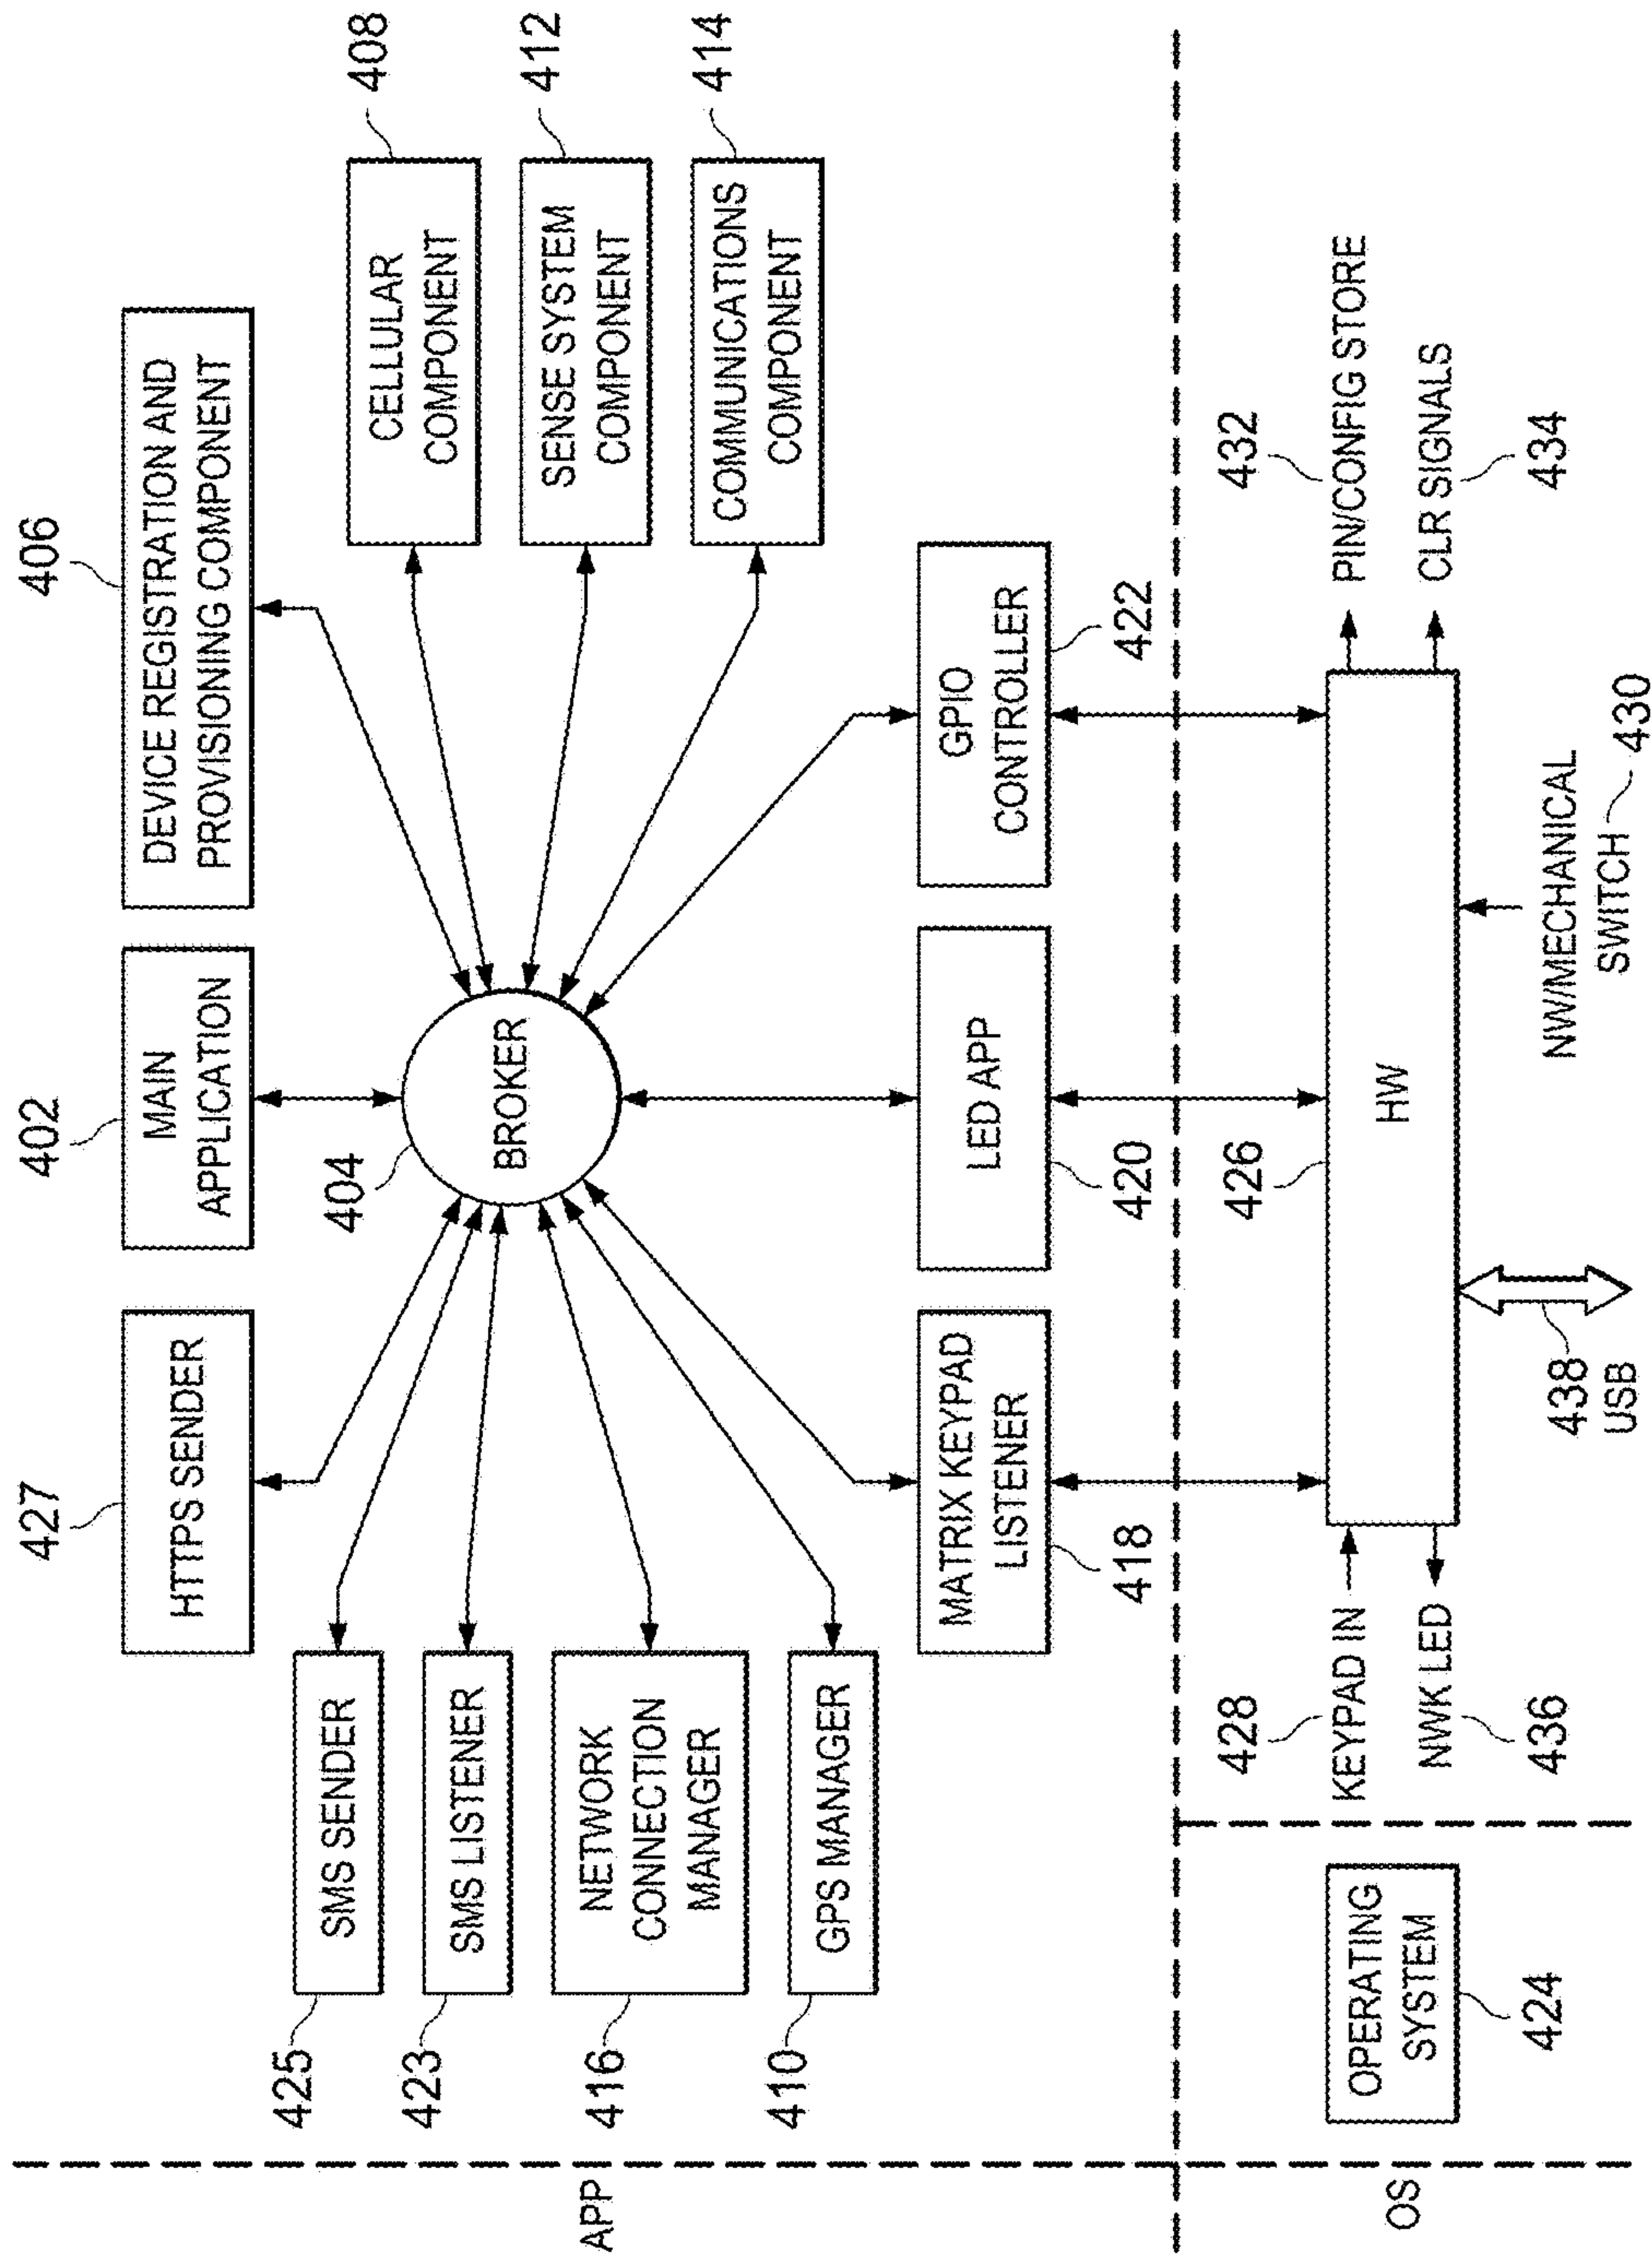 427
402
406
HTTPS SENDER
MAIN
APPLICATION
DEVICE REGISTRATION AND
PROVISIONING COMPONENT
425
SMS SENDER
404
BROKER
CELLULAR
COMPONENT
408
423
SMS LISTENER
SENSE SYSTEM
COMPONENT
412
416
NETWORK
CONNECTION
MANAGER
COMMUNICATIONS
COMPONENT
414
410
GPS MANAGER
APP
MATRIX KEYPAD
LISTENER
418
LED APP
420
GPIO
CONTROLLER
422
OS
OPERATING
SYSTEM
424
428
KEYPAD IN
NWK LED
436
426
HW
432
PIN/CONFIG STORE
CLR SIGNALS
434
438
USB
NW/MECHANICAL
SWITCH
430